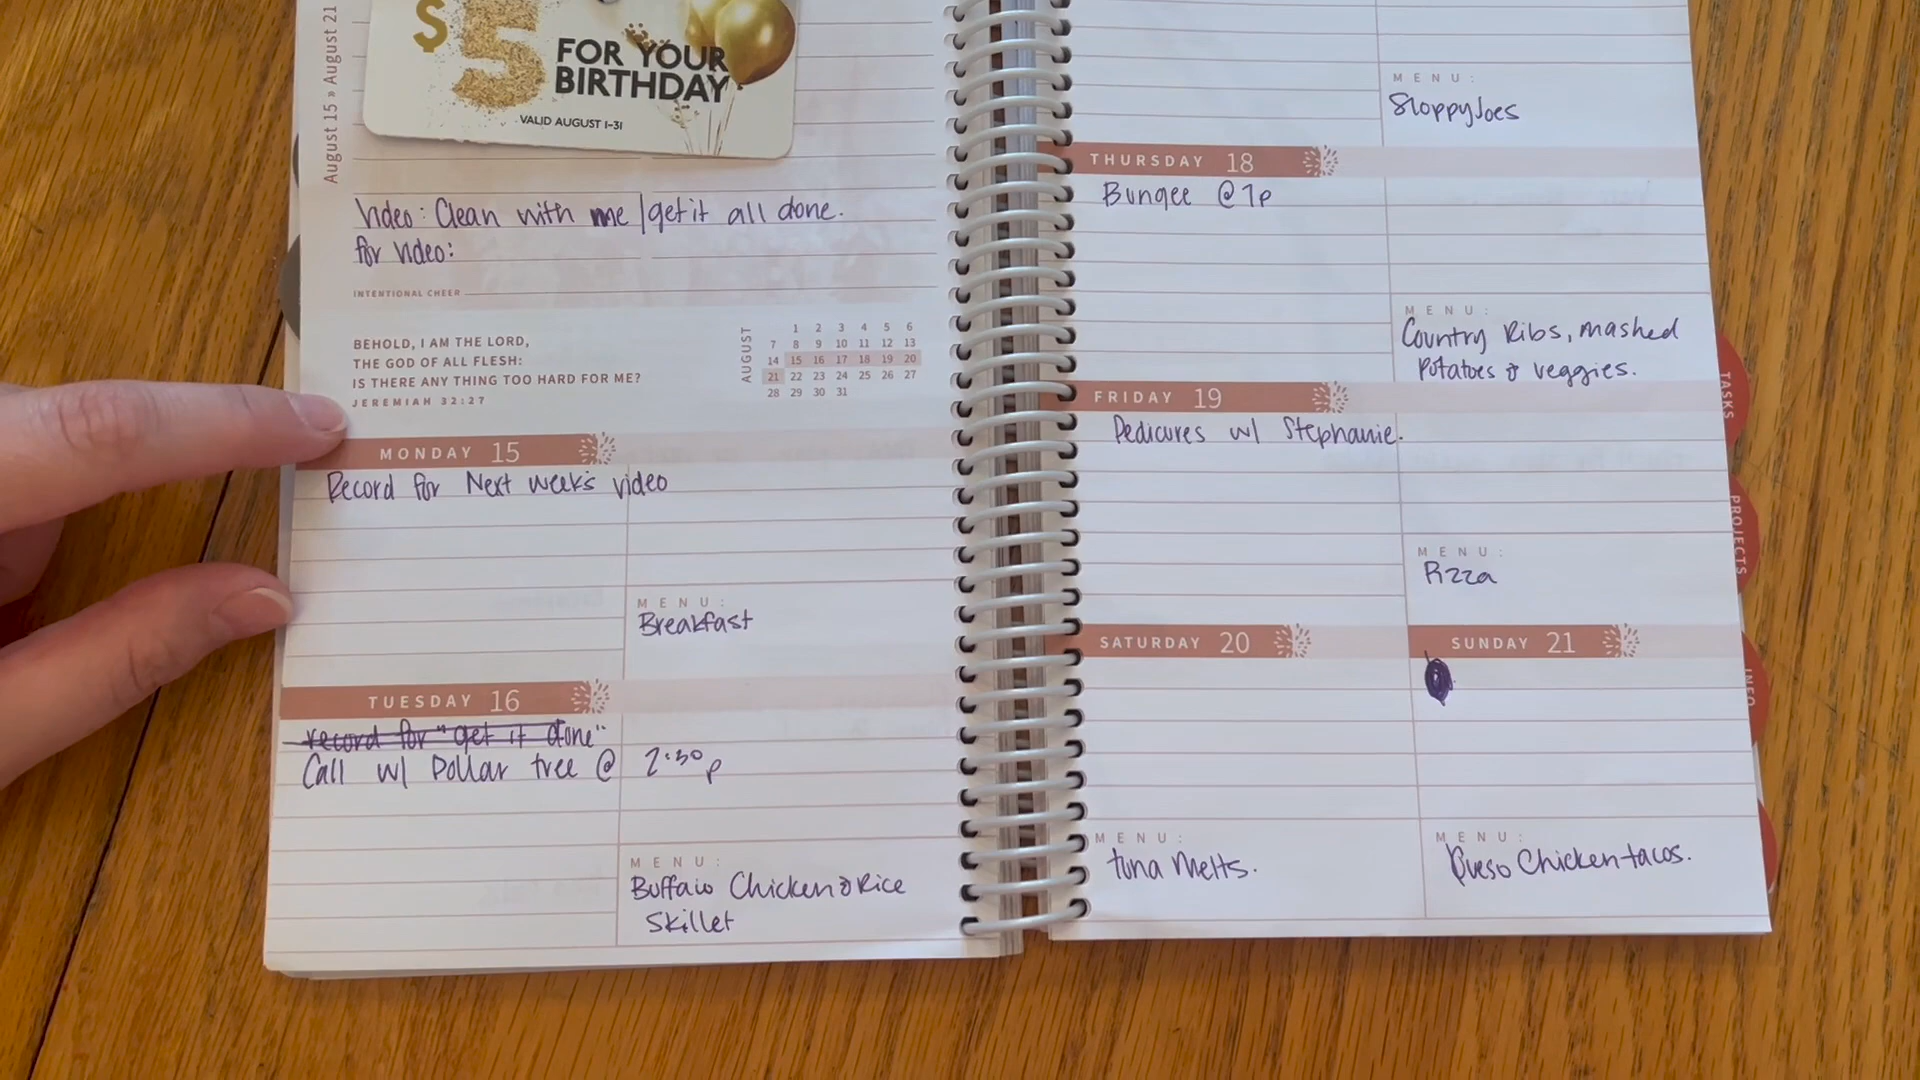 August 15 » August 21
$5 FOR YOUR
BIRTHDAY
VALID AUGUST 1-31
Video: Clean with me | get it all done.
for video:
INTENTIONAL CHEER
BEHOLD, I AM THE LORD,
THE GOD OF ALL FLESH:
IS THERE ANY THING TOO HARD FOR ME?
JEREMIAH 32:27
AUGUST
1 2 3 4 5 6
7 8 9 10 11 12 13
14 15 16 17 18 19 20
21 22 23 24 25 26 27
28 29 30 31
MONDAY 15
Record for Next week's video
MENU:
Breakfast
TUESDAY 16
record for "get it done"
Call w/ Dollar tree @ 2:30p
MENU:
Buffalo Chicken & Rice
Skillet
MENU:
Sloppy Joes
THURSDAY 18
Bungee @ 1p
MENU:
Country Ribs, mashed
Potatoes & veggies.
FRIDAY 19
Pedicures w/ Stephanie.
MENU:
Pizza
SATURDAY 20
MENU:
tuna Melts.
SUNDAY 21
MENU:
Queso Chicken tacos.
TASKS
PROJECTS
INFO